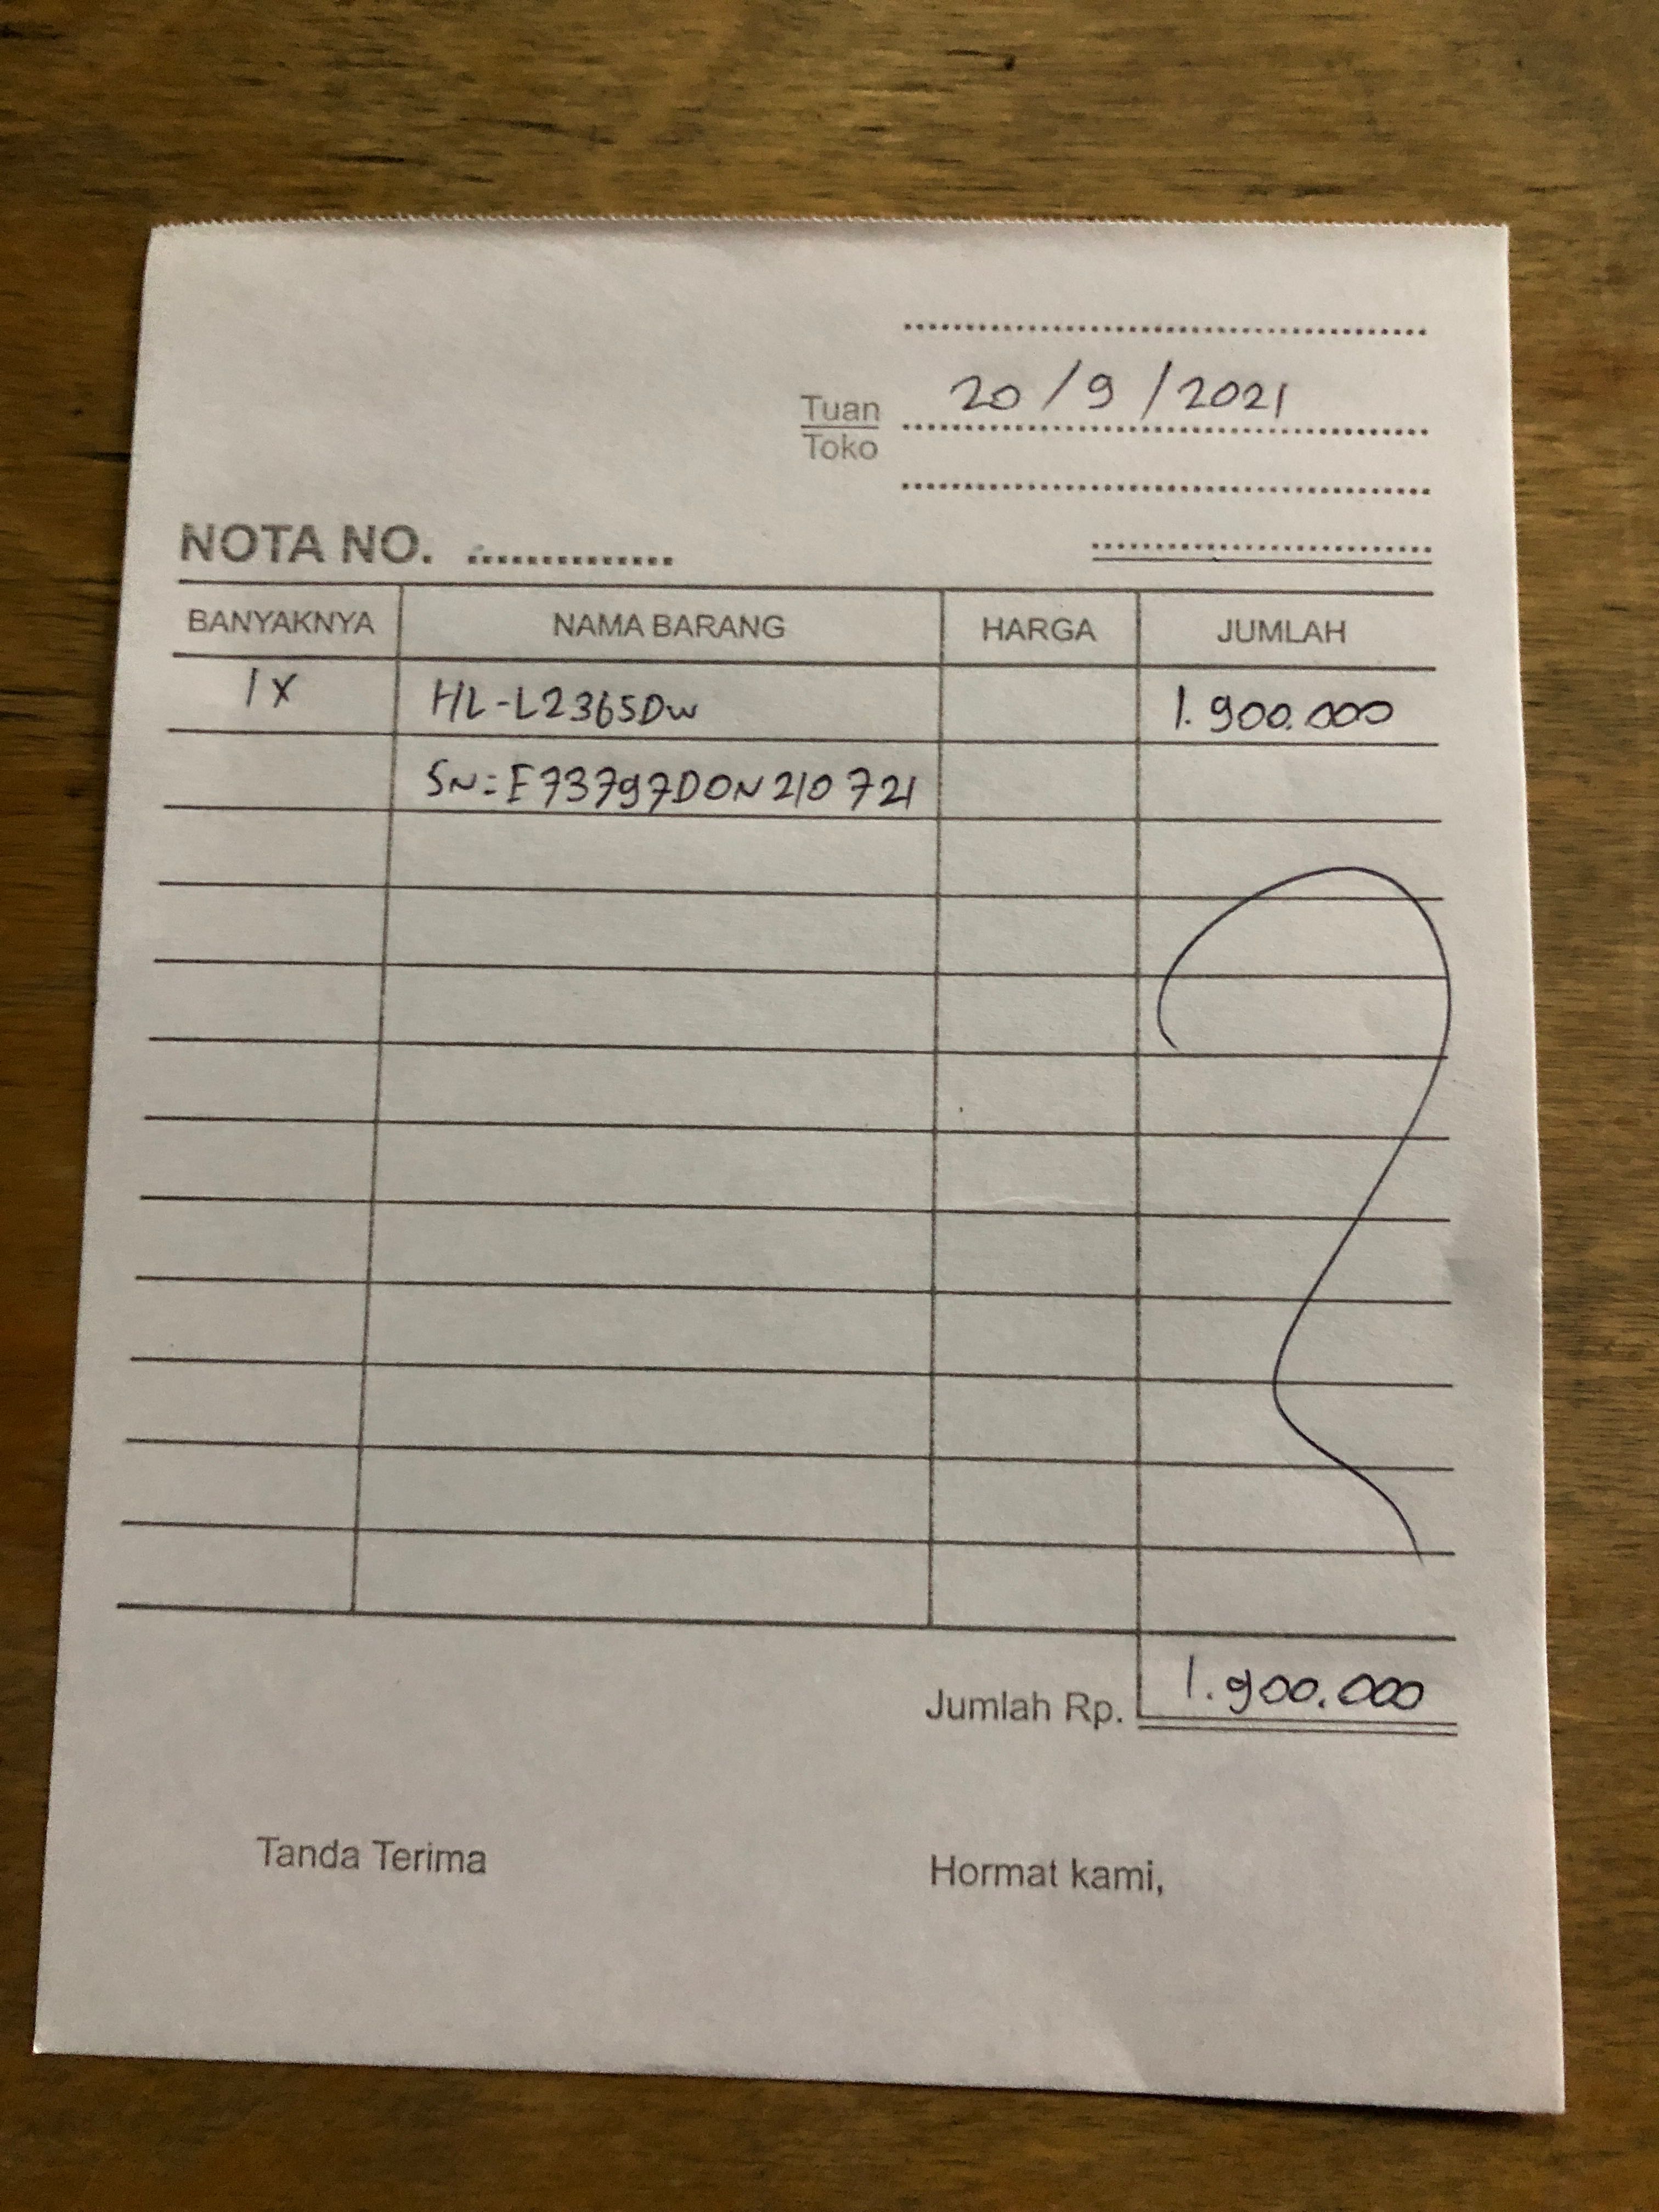 20/9/2021
Tuan
Toko
NOTA NO. ..............
BANYAKNYA NAMA BARANG HARGA JUMLAH
1X HL-L2365DW 1.900.000
SN: E73797D0N210721
Jumlah Rp. 1.900.000
Tanda Terima Hormat kami,